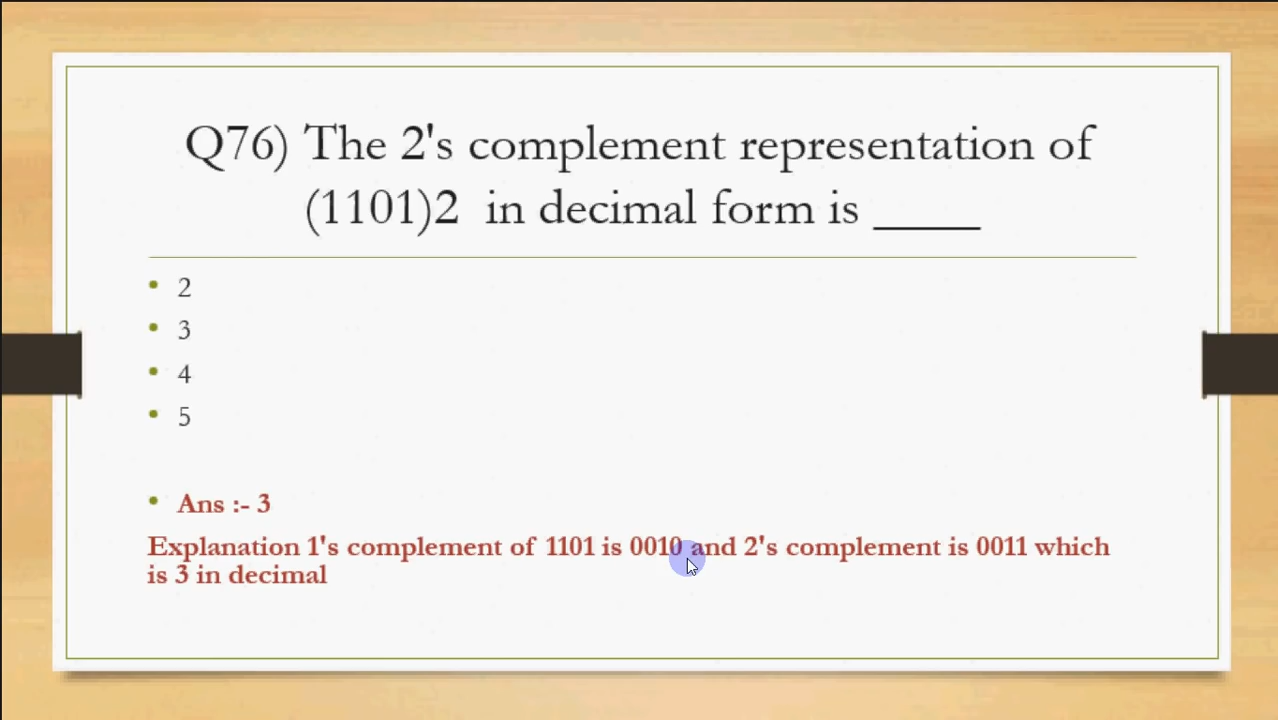 Q76) The 2's complement representation of
(1101)2 in decimal form is _____
• 2
• 3
• 4
• 5
• Ans :- 3
Explanation 1's complement of 1101 is 0010 and 2's complement is 0011 which
is 3 in decimal